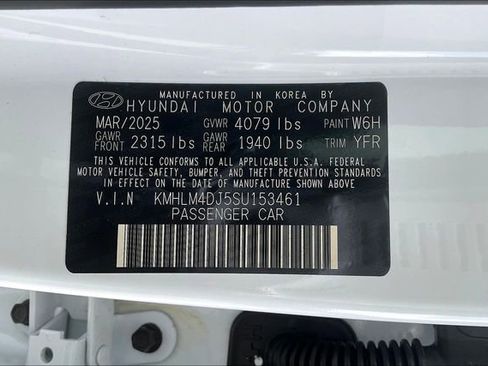 MANUFACTURED IN KOREA BY
HYUNDAI MOTOR COMPANY
MAR/2025 GVWR 4079 lbs PAINT W6H
GAWR FRONT 2315 lbs GAWR REAR 1940 lbs TRIM YFR
THIS VEHICLE CONFORMS TO ALL APPLICABLE U.S.A. FEDERAL
MOTOR VEHICLE SAFETY, BUMPER, AND THEFT PREVENTION
STANDARDS IN EFFECT ON THE DATE OF MANUFACTURE SHOWN ABOVE.
V.I.N KMHLM4DJ5SU153461
PASSENGER CAR